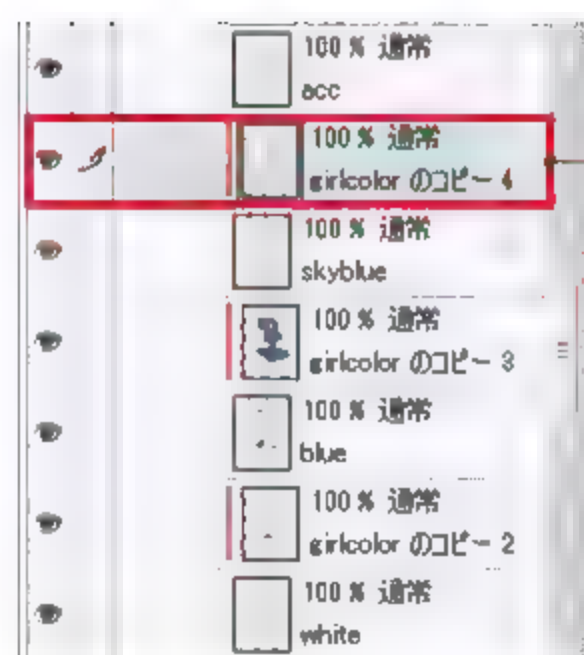 100 % 通常
acc
100 % 通常
girlcolor のコピー 4
100 % 通常
skyblue
100 % 通常
girlcolor のコピー 3
100 % 通常
blue
100 % 通常
girlcolor のコピー 2
100 % 通常
white